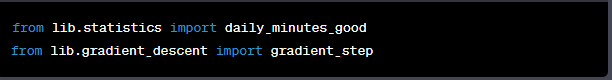 from lib.statistics import daily_minutes_good
from lib.gradient_descent import gradient_step